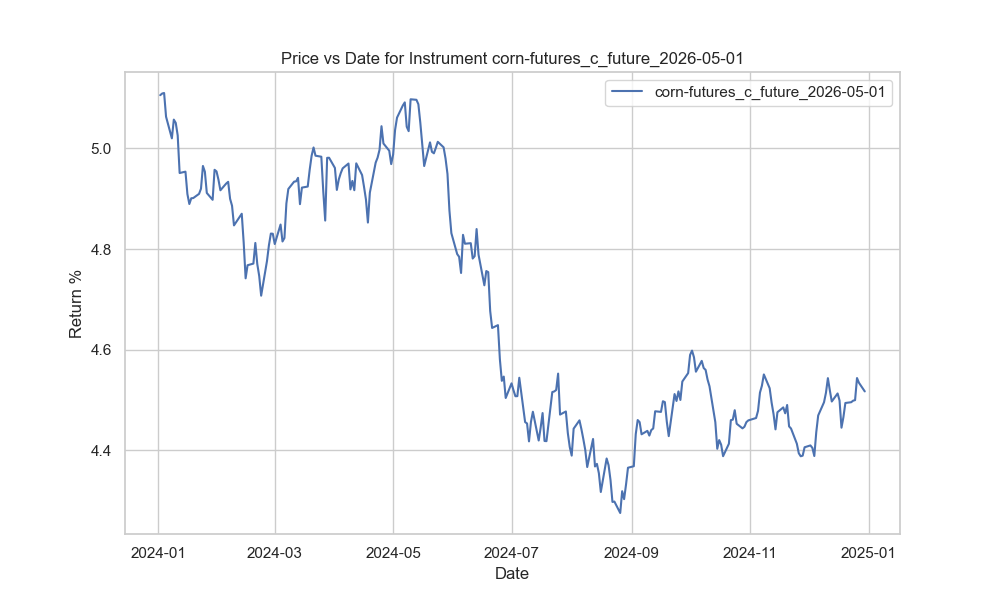 Price vs Date for Instrument corn-futures_c_future_2026-05-01
corn-futures_c_future_2026-05-01
Return %
5.0
4.8
4.6
4.4
2024-01
2024-03
2024-05
2024-07
2024-09
2024-11
2025-01
Date